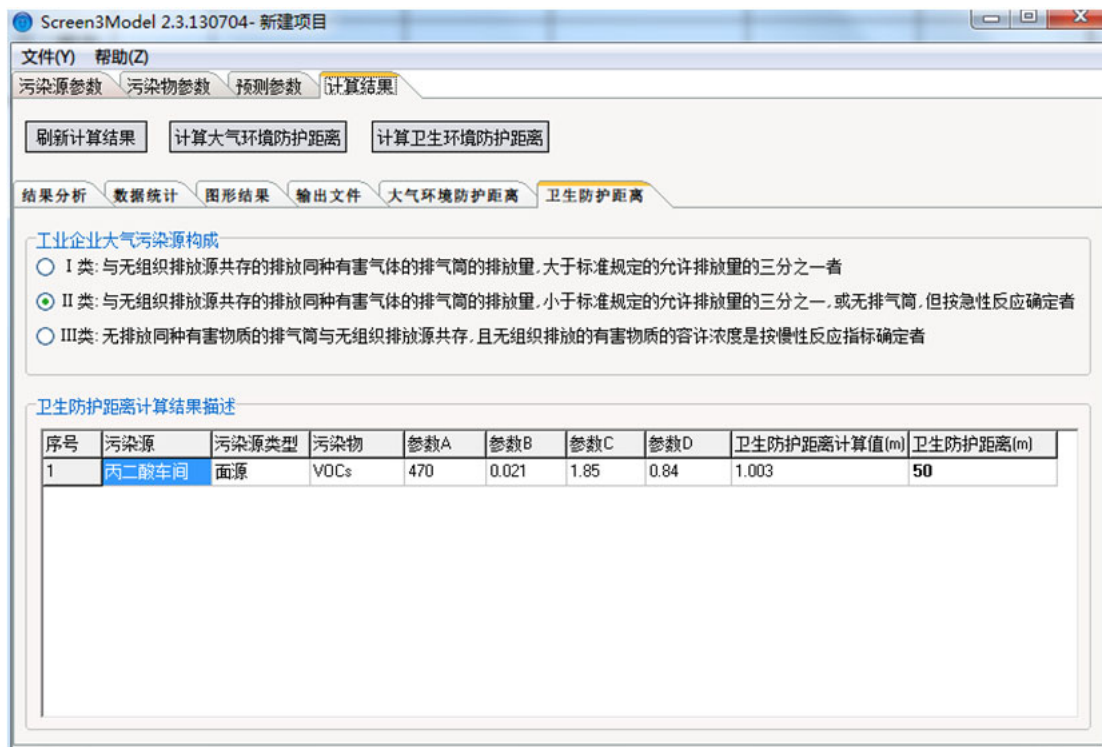 Screen3Model 2.3.130704- 新建项目
文件(Y) 帮助(Z)
污染源参数 污染物参数 预测参数 计算结果
刷新计算结果 计算大气环境防护距离 计算卫生环境防护距离
结果分析 数据统计 图形结果 输出文件 大气环境防护距离 卫生防护距离
工业企业大气污染源构成
I 类: 与无组织排放源共存的排放同种有害气体的排气筒的排放量,大于标准规定的允许排放量的三分之一者
II 类: 与无组织排放源共存的排放同种有害气体的排气筒的排放量,小于标准规定的允许排放量的三分之一,或无排气筒,但按急性反应确定者
III类: 无排放同种有害物质的排气筒与无组织排放源共存,且无组织排放的有害物质的容许浓度是按慢性反应指标确定者
卫生防护距离计算结果描述
序号 污染源 污染源类型 污染物 参数A 参数B 参数C 参数D 卫生防护距离计算值(m) 卫生防护距离(m)
1 丙二酸车间 面源 VOCs 470 0.021 1.85 0.84 1.003 50